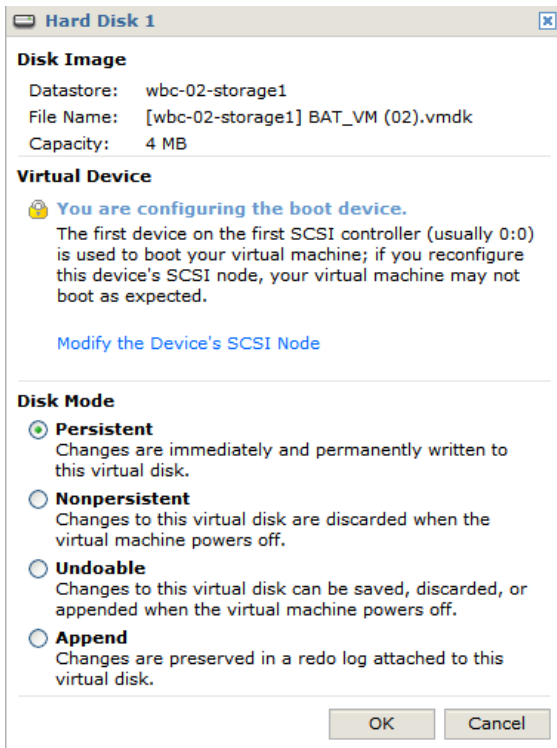 Hard Disk 1
Disk Image
Datastore: wbc-02-storage1
File Name: [wbc-02-storage1] BAT_VM (02).vmdk
Capacity: 4 MB
Virtual Device
You are configuring the boot device.
The first device on the first SCSI controller (usually 0:0)
is used to boot your virtual machine; if you reconfigure
this device's SCSI node, your virtual machine may not
boot as expected.
Modify the Device's SCSI Node
Disk Mode
Persistent
Changes are immediately and permanently written to
this virtual disk.
Nonpersistent
Changes to this virtual disk are discarded when the
virtual machine powers off.
Undoable
Changes to this virtual disk can be saved, discarded, or
appended when the virtual machine powers off.
Append
Changes are preserved in a redo log attached to this
virtual disk.
OK Cancel